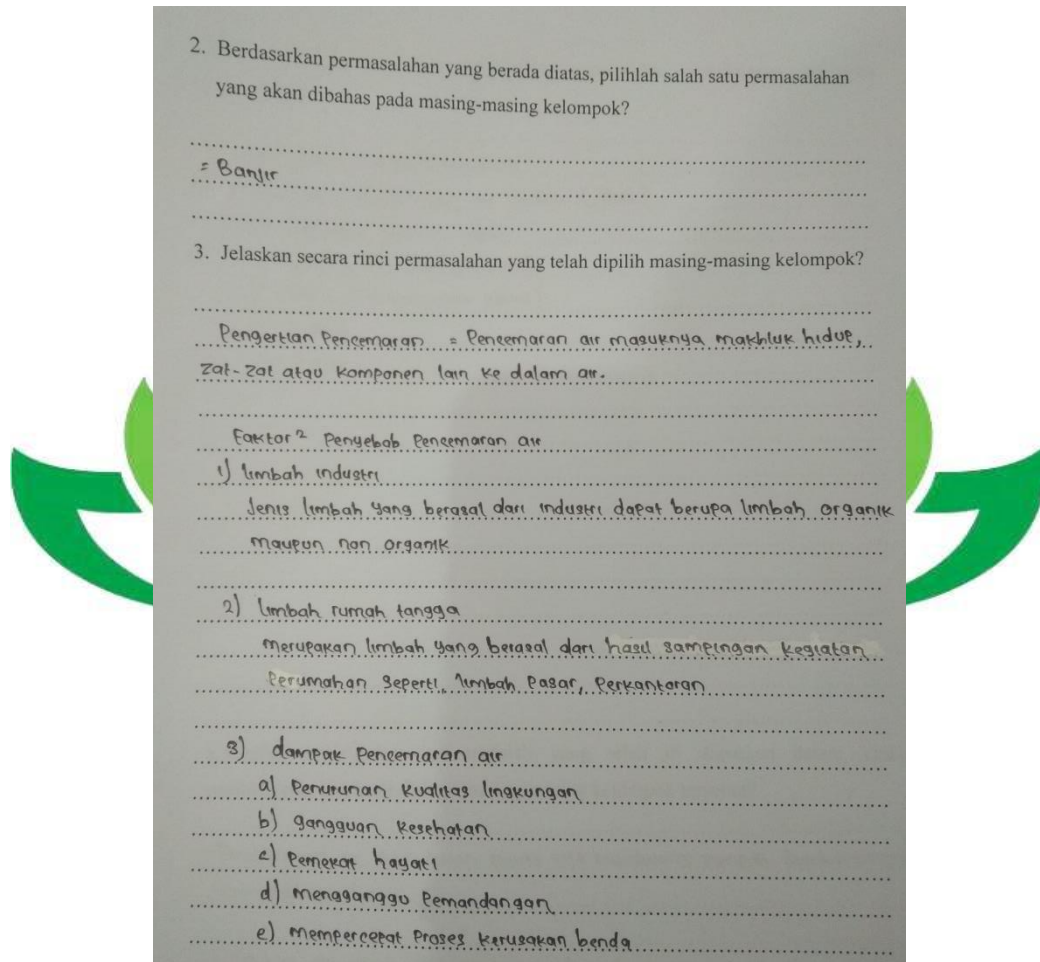 2. Berdasarkan permasalahan yang berada diatas, pilihlah salah satu permasalahan
yang akan dibahas pada masing-masing kelompok?
= Banjir
3. Jelaskan secara rinci permasalahan yang telah dipilih masing-masing kelompok?
Pengertian Pencemaran = Pencemaran air masuknya makhluk hidup,
zat-zat atau komponen lain ke dalam air.
Faktor² Penyebab Pencemaran air
1) limbah industri
Jenis limbah yang berasal dari industri dapat berupa limbah organik
maupun non organik
2) limbah rumah tangga
merupakan limbah yang berasal dari hasil sampingan kegiatan
Perumahan seperti, limbah pasar, perkantoran
3) dampak Pencemaran air
a) Penurunan kualitas lingkungan
b) gangguan kesehatan
c) Pemekat hayati
d) mengganggu Pemandangan
e) mempercepat Proses kerusakan benda